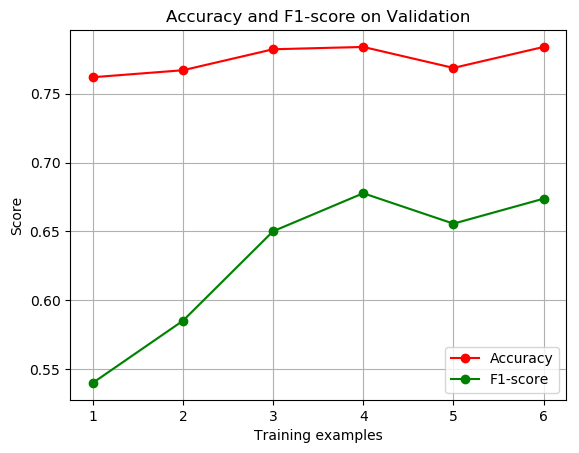 Accuracy and F1-score on Validation
Score
0.75
0.70
0.65
0.60
0.55
1 2 3 4 5 6
Training examples
Accuracy
F1-score